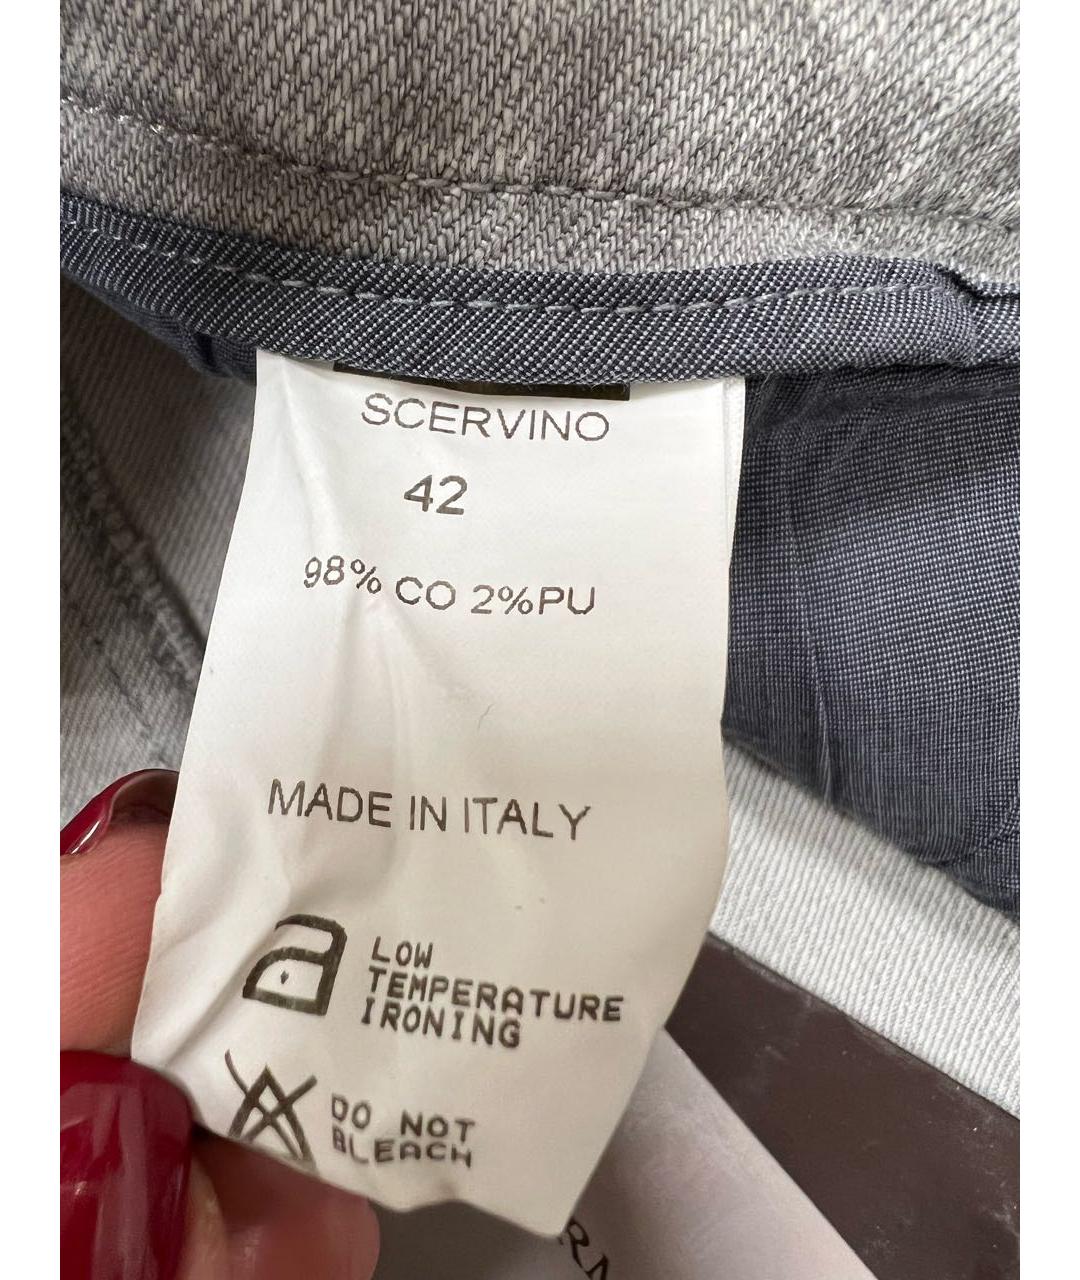 SCERVINO
42
98% CO 2%PU
MADE IN ITALY
LOW
TEMPERATURE
IRONING
DO NOT
BLEACH